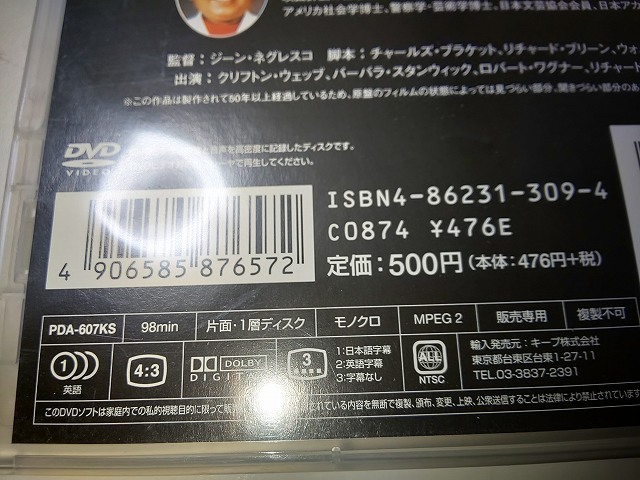 アメリカ社会学博士、警察学・芸術学博士、日本文芸協会会員、日本ア
監督：ジーン・ネグレスコ 脚本：チャールズ・ブラケット、リチャード・ブリーン、ウォ
出演：クリフトン・ウェッブ、バーバラ・スタンウィック、ロバート・ワグナー、リチャート
※この作品は製作されて50年以上経過しているため、原盤のフィルムの状態によっては見づらい部分、聞きづらい部分のあ
DVD
VIDEO
音声を高密度に記録したディスクです。
ーヤで再生してください。
ISBN4-86231-309-4
C0874 ¥476E
定価：500円（本体：476円+税）
4 906585 876572
PDA-607KS 98min 片面・1層ディスク モノクロ MPEG 2 販売専用 複製不可
1 英語
4:3
DOLBY DIGITAL
3
1：日本語字幕
2：英語字幕
3：字幕なし
ALL NTSC
輸入発売元：キープ株式会社
東京都台東区台東1-27-11
TEL.03-3837-2391
このDVDソフトは家庭内での私的視聴目的に限って販 されている内容を無断で複製、頒布、変更、上映、公衆送信することは法律により禁止されています